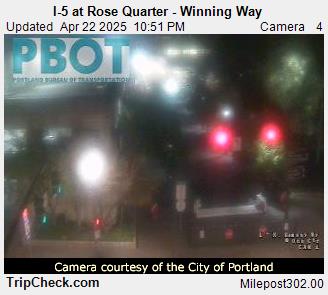 I-5 at Rose Quarter - Winning Way
Updated Apr 22 2025 10:51 PM Camera 4
PBOT
PORTLAND BUREAU OF TRANSPORTATION
Camera courtesy of the City of Portland
TripCheck.com Milepost302.00